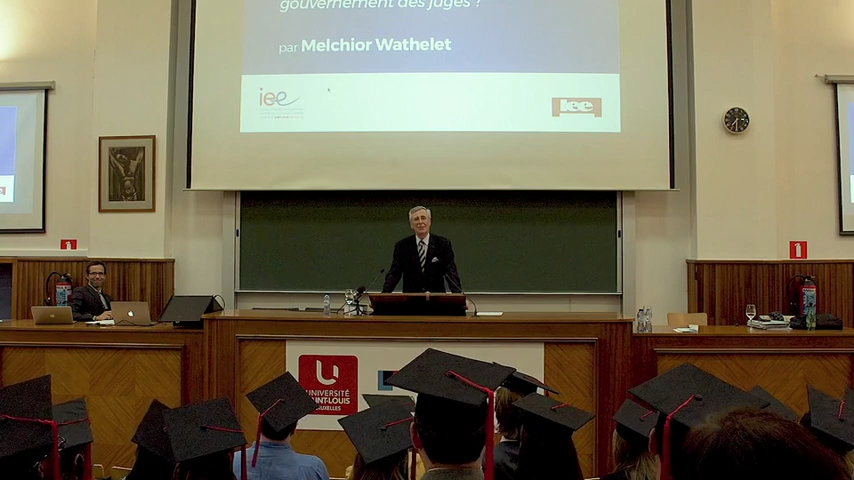 gouvernement des juges ?
par Melchior Wathelet
iee
iee
UNIVERSITÉ
SAINT-LOUIS
BRUXELLES